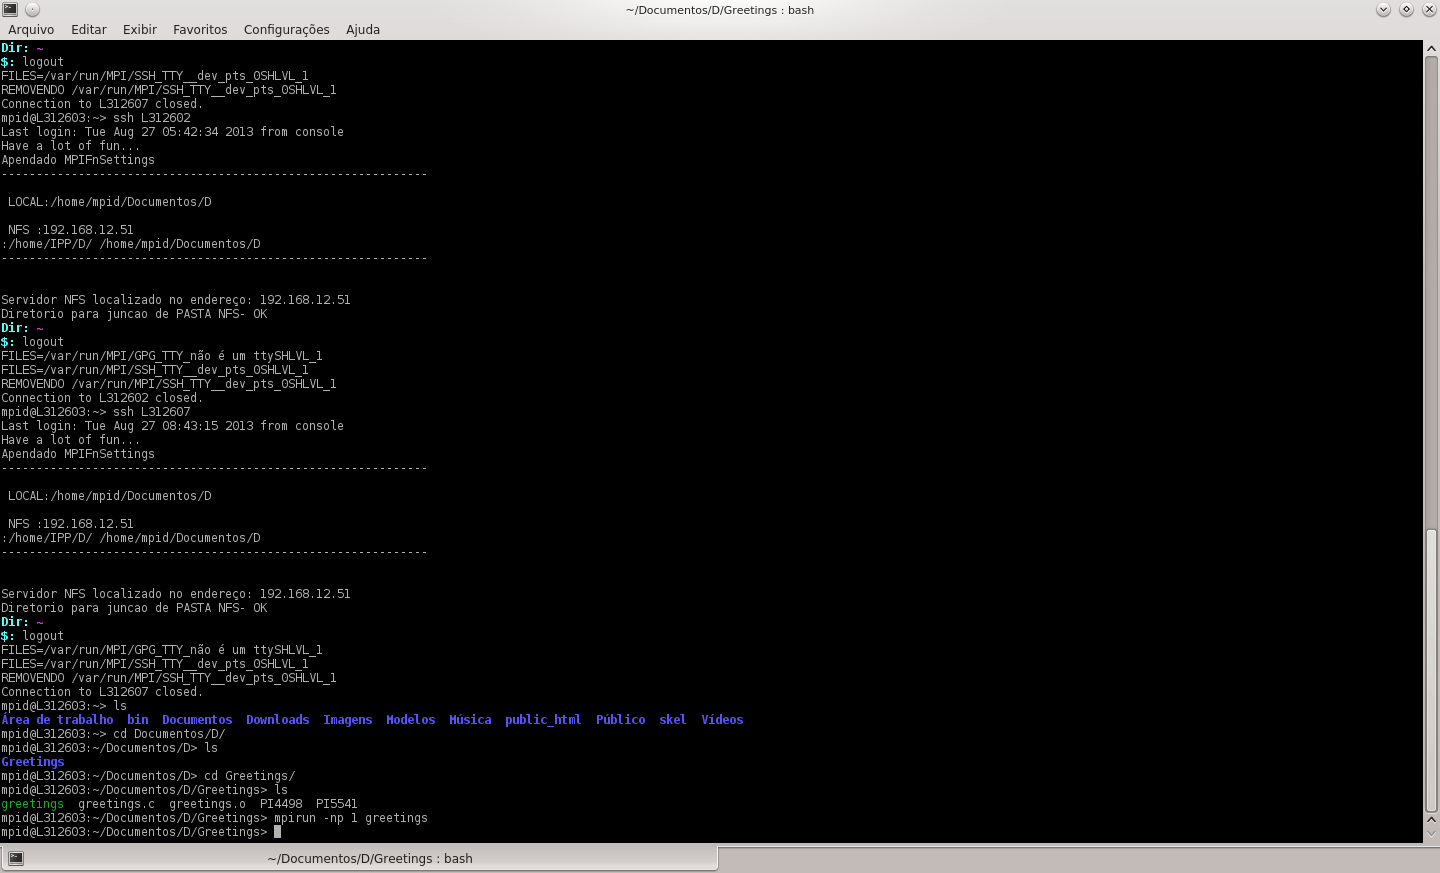 ~/Documentos/D/Greetings : bash
Arquivo Editar Exibir Favoritos Configurações Ajuda
Dir: ~
$: logout
FILES=/var/run/MPI/SSH_TTY__dev_pts_0SHLVL_1
REMOVENDO /var/run/MPI/SSH_TTY__dev_pts_0SHLVL_1
Connection to L312607 closed.
mpid@L312603:~> ssh L312602
Last login: Tue Aug 27 05:42:34 2013 from console
Have a lot of fun...
Apendado MPIFnSettings
-------------------------------------------------------------
LOCAL:/home/mpid/Documentos/D
NFS :192.168.12.51
:/home/IPP/D/ /home/mpid/Documentos/D
-------------------------------------------------------------
Servidor NFS localizado no endereço: 192.168.12.51
Diretorio para juncao de PASTA NFS- OK
Dir: ~
$: logout
FILES=/var/run/MPI/GPG_TTY_não é um ttySHLVL_1
FILES=/var/run/MPI/SSH_TTY__dev_pts_0SHLVL_1
REMOVENDO /var/run/MPI/SSH_TTY__dev_pts_0SHLVL_1
Connection to L312602 closed.
mpid@L312603:~> ssh L312607
Last login: Tue Aug 27 08:43:15 2013 from console
Have a lot of fun...
Apendado MPIFnSettings
-------------------------------------------------------------
LOCAL:/home/mpid/Documentos/D
NFS :192.168.12.51
:/home/IPP/D/ /home/mpid/Documentos/D
-------------------------------------------------------------
Servidor NFS localizado no endereço: 192.168.12.51
Diretorio para juncao de PASTA NFS- OK
Dir: ~
$: logout
FILES=/var/run/MPI/GPG_TTY_não é um ttySHLVL_1
FILES=/var/run/MPI/SSH_TTY__dev_pts_0SHLVL_1
REMOVENDO /var/run/MPI/SSH_TTY__dev_pts_0SHLVL_1
Connection to L312607 closed.
mpid@L312603:~> ls
Área de trabalho bin Documentos Downloads Imagens Modelos Música public_html Público skel Vídeos
mpid@L312603:~> cd Documentos/D/
mpid@L312603:~/Documentos/D> ls
Greetings
mpid@L312603:~/Documentos/D> cd Greetings/
mpid@L312603:~/Documentos/D/Greetings> ls
greetings greetings.c greetings.o PI4498 PI5541
mpid@L312603:~/Documentos/D/Greetings> mpirun -np 1 greetings
mpid@L312603:~/Documentos/D/Greetings>
~/Documentos/D/Greetings : bash